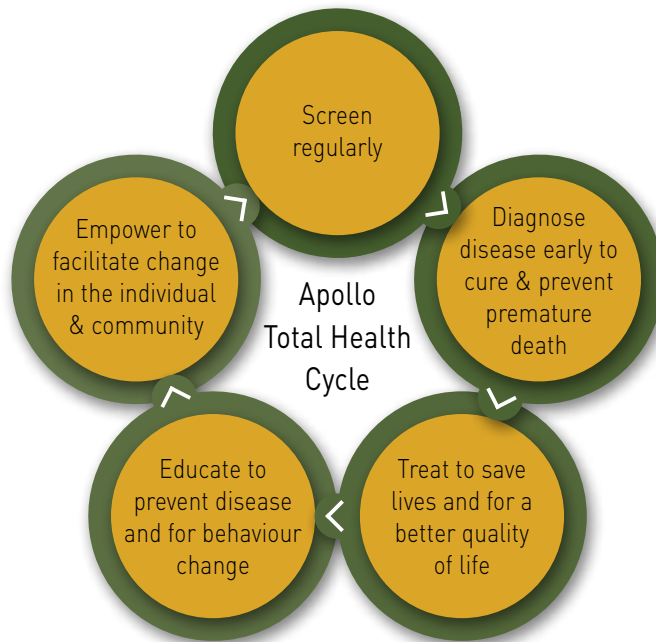 Screen
regularly
Diagnose
disease early to
cure & prevent
premature
death
Treat to save
lives and for a
better quality
of life
Educate to
prevent disease
and for behaviour
change
Empower to
facilitate change
in the individual
& community
Apollo
Total Health
Cycle